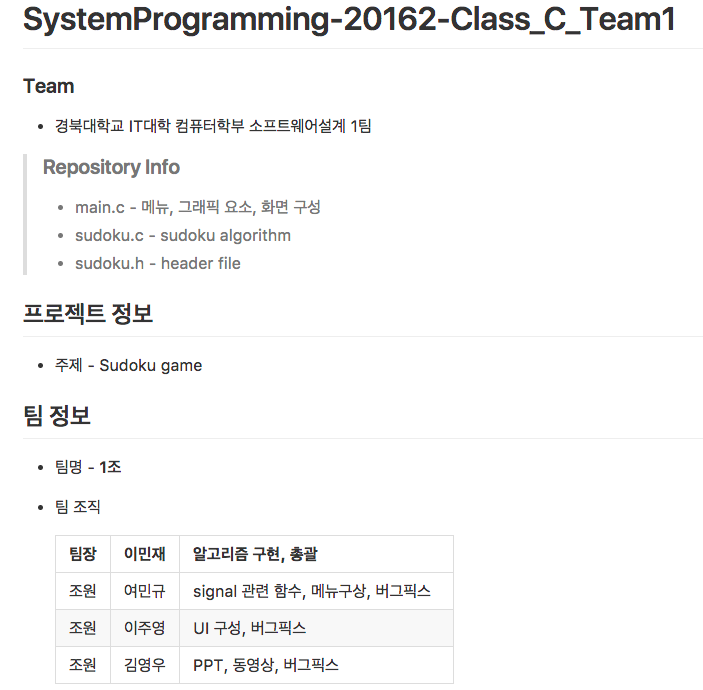 SystemProgramming-20162-Class_C_Team1
Team
경북대학교 IT대학 컴퓨터학부 소프트웨어설계 1팀
Repository Info
main.c - 메뉴, 그래픽 요소, 화면 구성
sudoku.c - sudoku algorithm
sudoku.h - header file
프로젝트 정보
주제 - Sudoku game
팀 정보
팀명 - 1조
팀 조직
팀장 이민재 알고리즘 구현, 총괄
조원 여민규 signal 관련 함수, 메뉴구상, 버그픽스
조원 이주영 UI 구성, 버그픽스
조원 김영우 PPT, 동영상, 버그픽스